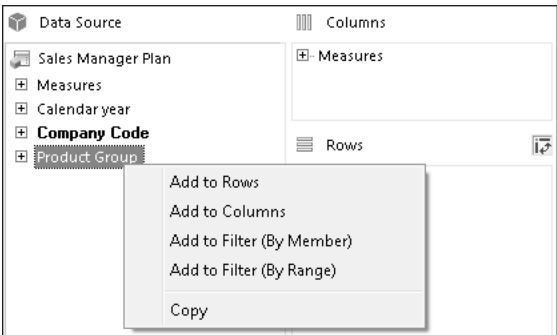 Data Source
Columns
Sales Manager Plan
Measures
Measures
Calendar year
Company Code
Product Group
Rows
Add to Rows
Add to Columns
Add to Filter (By Member)
Add to Filter (By Range)
Copy